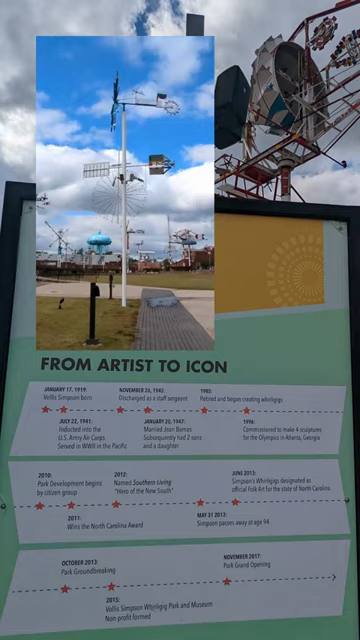 FROM ARTIST TO ICON
JANUARY 17, 1919:
Vollis Simpson born
NOVEMBER 26, 1945:
Discharged as a staff sergeant
1985:
Retired and began creating whirligigs
JULY 22, 1941:
Inducted into the
U.S. Army Air Corps
Served in WWII in the Pacific
JANUARY 20, 1947:
Married Jean Barnes
Subsequently had 2 sons
and a daughter
1996:
Commissioned to make 4 sculptures
for the Olympics in Atlanta, Georgia
2010:
Park Development begins
by citizen group
2012:
Named Southern Living
"Hero of the New South"
JUNE 2013:
Simpson's Whirligigs designated as
official Folk Art for the state of North Carolina
2011:
Wins the North Carolina Award
MAY 31 2013:
Simpson passes away at age 94
OCTOBER 2013:
Park Groundbreaking
NOVEMBER 2017:
Park Grand Opening
2015:
Vollis Simpson Whirligig Park and Museum
Non profit formed